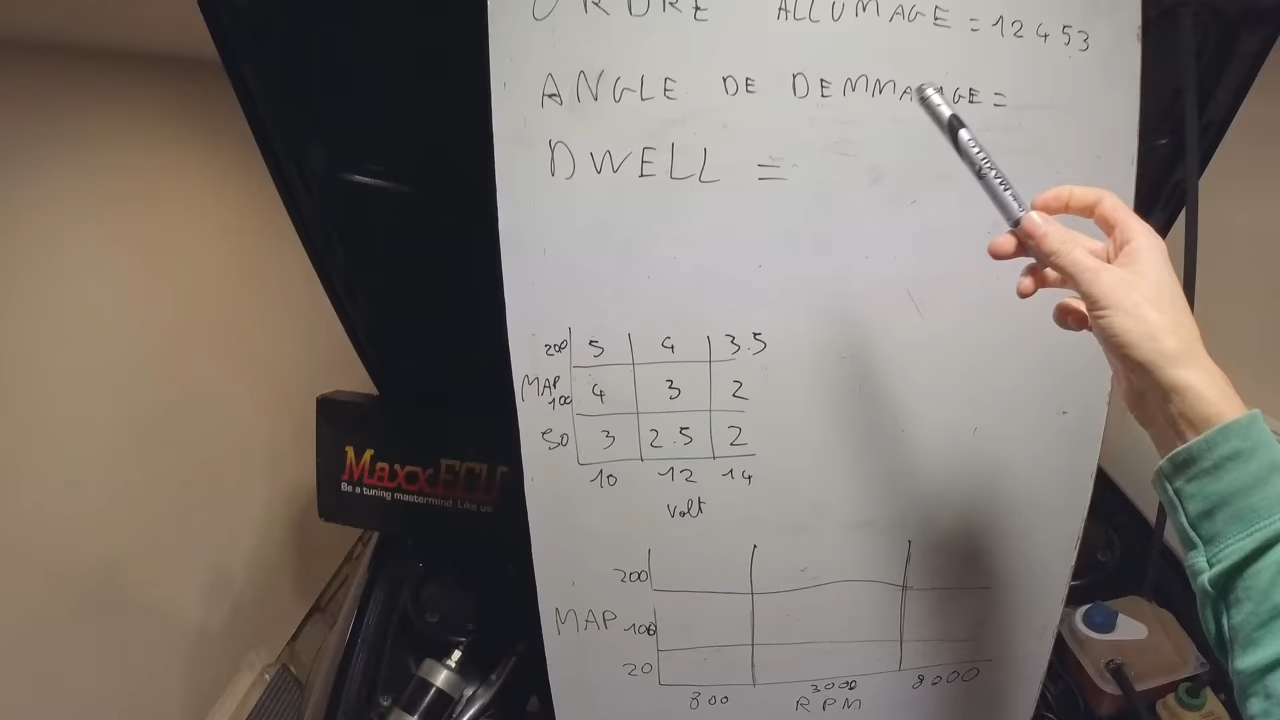 ORDRE ALLUMAGE = 12453
ANGLE DE DEMMARAGE =
DWELL =
200 5 4 3.5
MAP 100 4 3 2
50 3 2.5 2
10 12 14
volt
MaxxECU
Be a tuning mastermind. Like us.
200
MAP 100
20
800 3000 8000
RPM